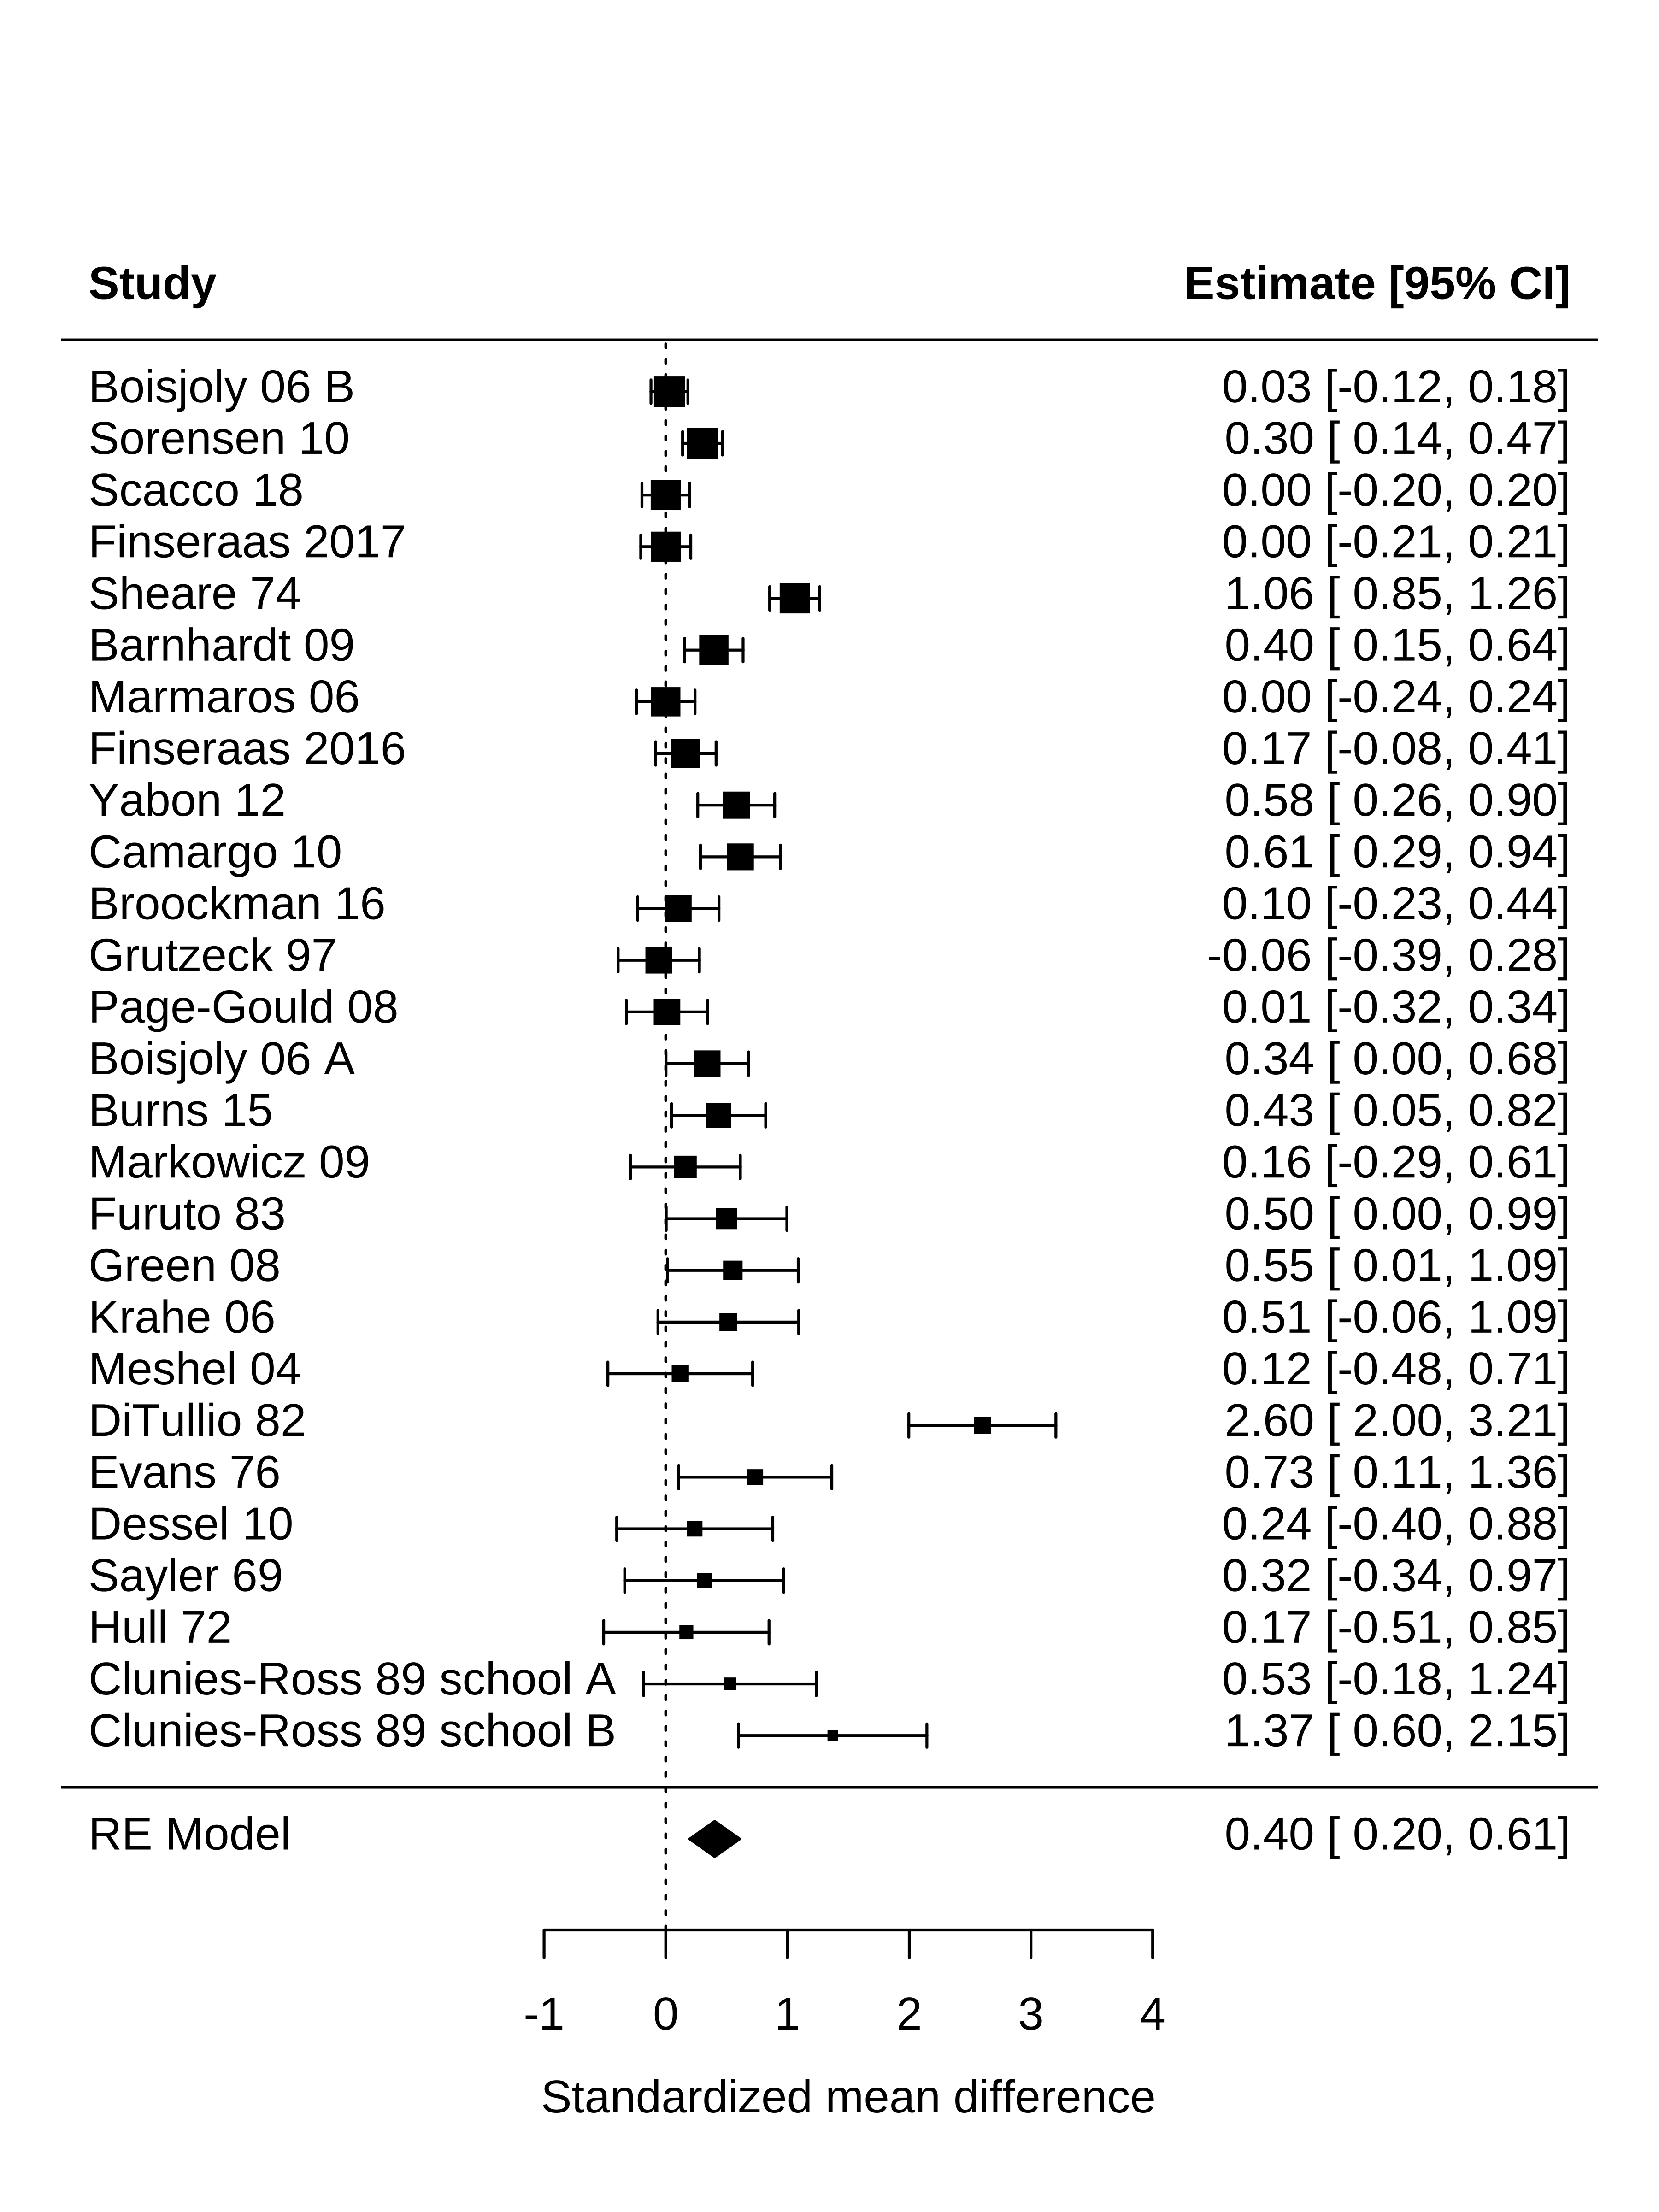 Study Estimate [95% CI]
Boisjoly 06 B 0.03 [-0.12, 0.18]
Sorensen 10 0.30 [ 0.14, 0.47]
Scacco 18 0.00 [-0.20, 0.20]
Finseraas 2017 0.00 [-0.21, 0.21]
Sheare 74 1.06 [ 0.85, 1.26]
Barnhardt 09 0.40 [ 0.15, 0.64]
Marmaros 06 0.00 [-0.24, 0.24]
Finseraas 2016 0.17 [-0.08, 0.41]
Yabon 12 0.58 [ 0.26, 0.90]
Camargo 10 0.61 [ 0.29, 0.94]
Broockman 16 0.10 [-0.23, 0.44]
Grutzeck 97 -0.06 [-0.39, 0.28]
Page-Gould 08 0.01 [-0.32, 0.34]
Boisjoly 06 A 0.34 [ 0.00, 0.68]
Burns 15 0.43 [ 0.05, 0.82]
Markowicz 09 0.16 [-0.29, 0.61]
Furuto 83 0.50 [ 0.00, 0.99]
Green 08 0.55 [ 0.01, 1.09]
Krahe 06 0.51 [-0.06, 1.09]
Meshel 04 0.12 [-0.48, 0.71]
DiTullio 82 2.60 [ 2.00, 3.21]
Evans 76 0.73 [ 0.11, 1.36]
Dessel 10 0.24 [-0.40, 0.88]
Sayler 69 0.32 [-0.34, 0.97]
Hull 72 0.17 [-0.51, 0.85]
Clunies-Ross 89 school A 0.53 [-0.18, 1.24]
Clunies-Ross 89 school B 1.37 [ 0.60, 2.15]
RE Model 0.40 [ 0.20, 0.61]
-1 0 1 2 3 4
Standardized mean difference